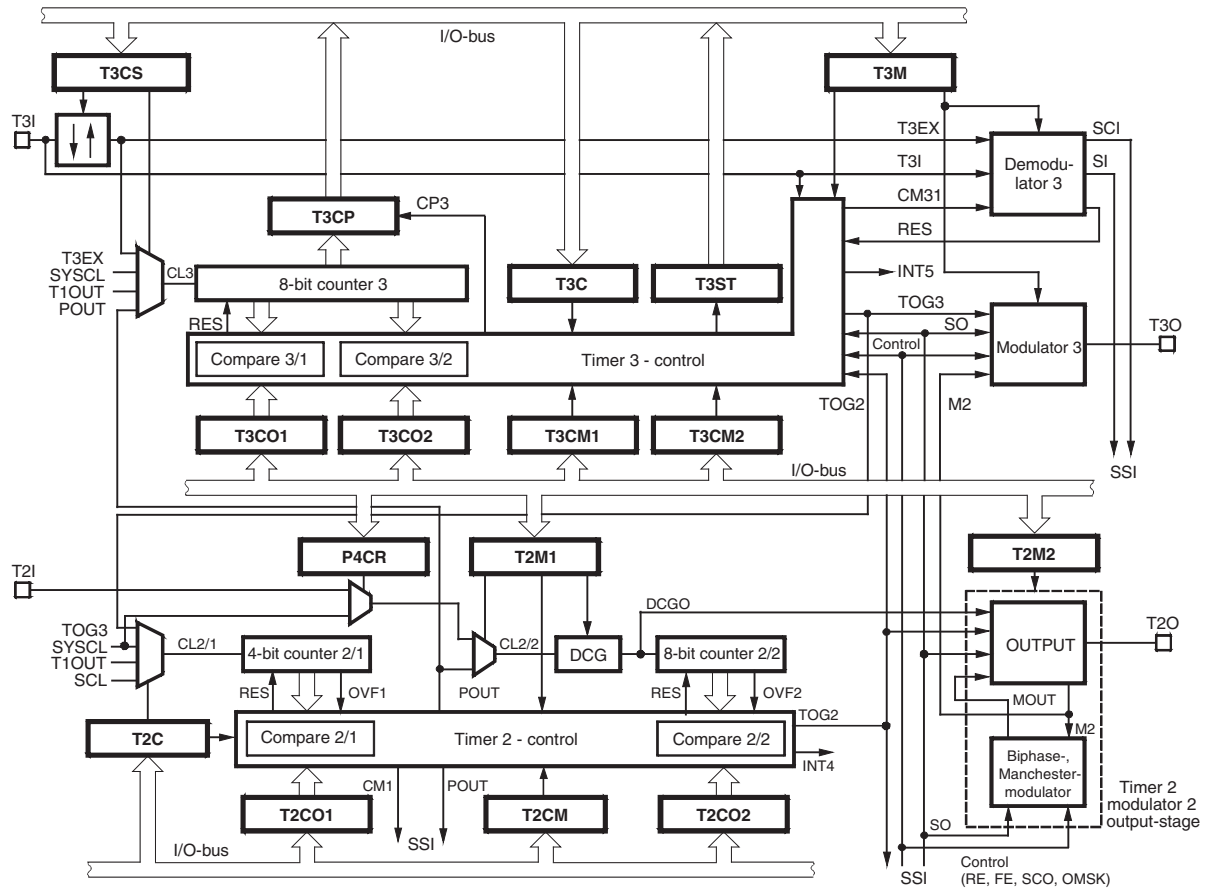 I/O-bus
T3CS
T3M
T3I
T3EX
SCI
T3I
SI
Demodu-
lator 3
CP3
T3CP
CM31
RES
T3EX
SYSCL
T1OUT
POUT
CL3
8-bit counter 3
T3C
T3ST
INT5
RES
TOG3
SO
T3O
Compare 3/1
Compare 3/2
Timer 3 - control
Control
Modulator 3
TOG2
M2
T3CO1
T3CO2
T3CM1
T3CM2
I/O-bus
SSI
P4CR
T2M1
T2M2
T2I
DCGO
T2O
TOG3
SYSCL
T1OUT
SCL
CL2/1
4-bit counter 2/1
CL2/2
DCG
8-bit counter 2/2
OUTPUT
RES
OVF1
POUT
RES
OVF2
MOUT
TOG2
M2
T2C
Compare 2/1
Timer 2 - control
Compare 2/2
INT4
Biphase-,
Manchester-
modulator
CM1
POUT
Timer 2
modulator 2
output-stage
T2CO1
T2CM
T2CO2
SSI
SO
I/O-bus
SSI
Control
(RE, FE, SCO, OMSK)